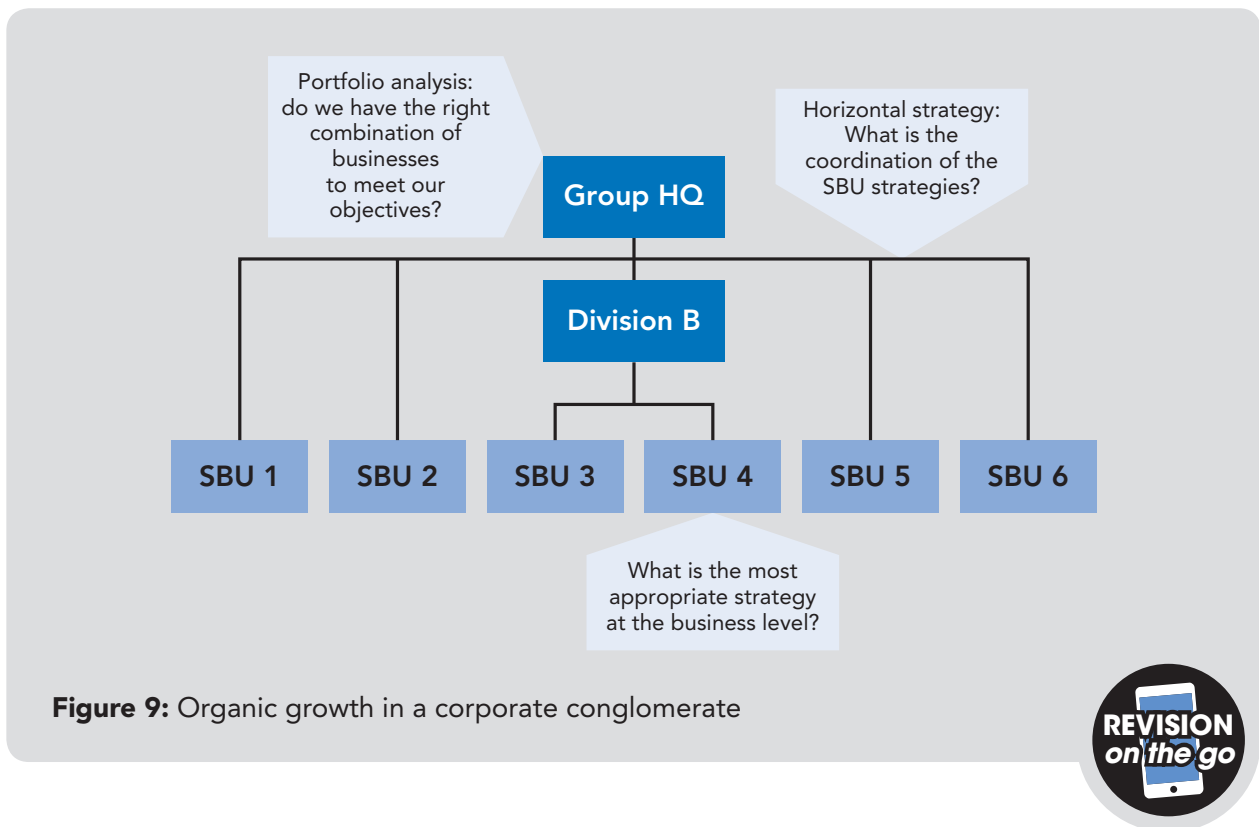 Portfolio analysis:
do we have the right
combination of
businesses
to meet our
objectives?
Horizontal strategy:
What is the
coordination of the
SBU strategies?
Group HQ
Division B
SBU 1
SBU 2
SBU 3
SBU 4
SBU 5
SBU 6
What is the most
appropriate strategy
at the business level?
Figure 9: Organic growth in a corporate conglomerate
REVISION
on the go